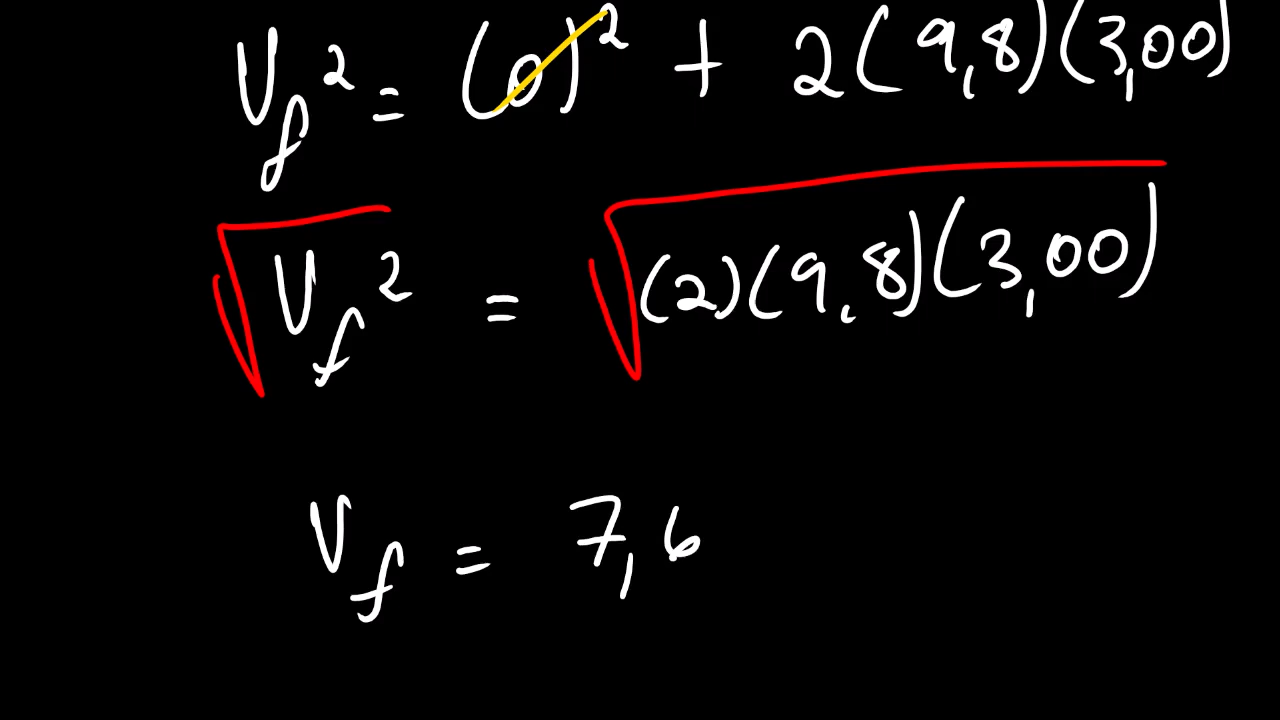 Vf² = (0)² + 2(9,8)(3,00)
√Vf² = √(2)(9,8)(3,00)
Vf = 7,6